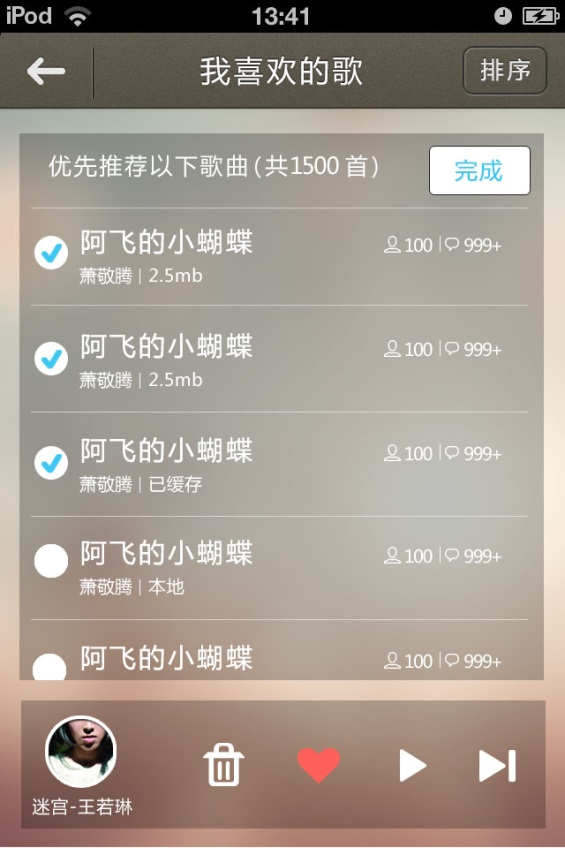 iPod 13:41
我喜欢的歌
排序
优先推荐以下歌曲(共1500 首)
完成
阿飞的小蝴蝶
100 999+
萧敬腾 | 2.5mb
阿飞的小蝴蝶
100 999+
萧敬腾 | 2.5mb
阿飞的小蝴蝶
100 999+
萧敬腾 | 已缓存
阿飞的小蝴蝶
100 999+
萧敬腾 | 本地
阿飞的小蝴蝶
100 999+
迷宫-王若琳